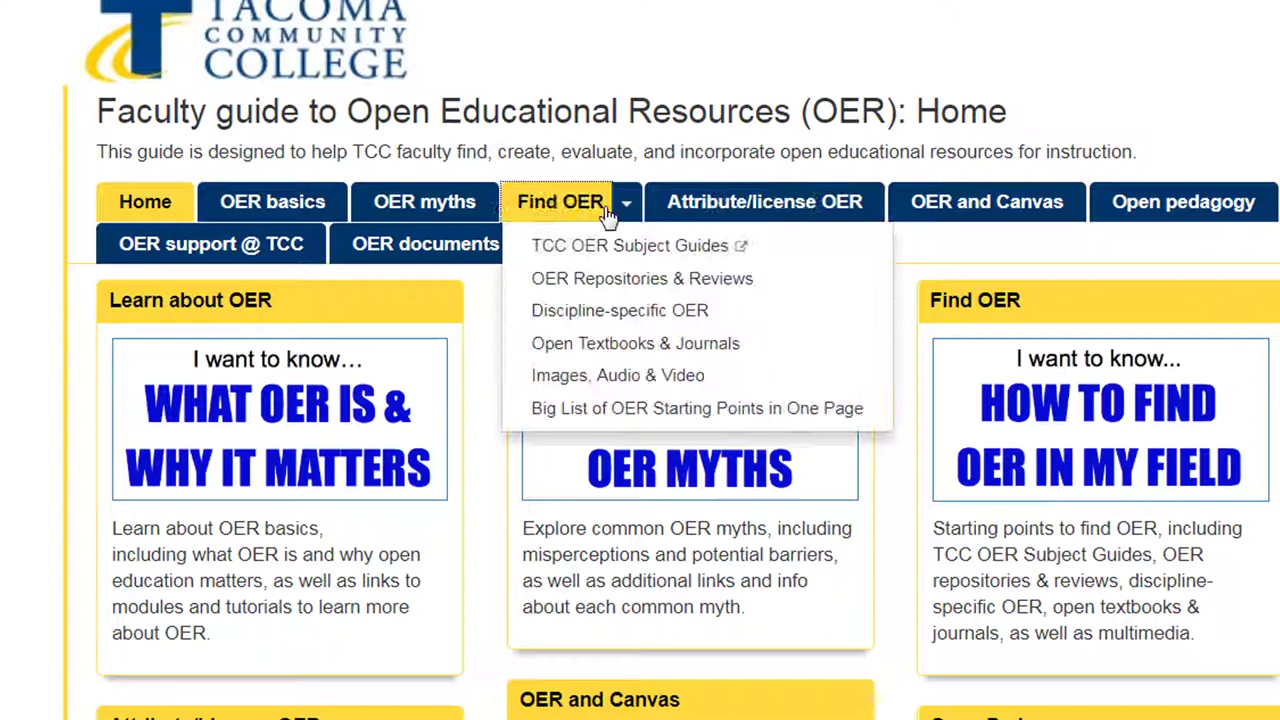 TACOMA
COMMUNITY
COLLEGE
Faculty guide to Open Educational Resources (OER): Home
This guide is designed to help TCC faculty find, create, evaluate, and incorporate open educational resources for instruction.
Home
OER basics
OER myths
Find OER
Attribute/license OER
OER and Canvas
Open pedagogy
OER support @ TCC
OER documents
TCC OER Subject Guides
OER Repositories & Reviews
Discipline-specific OER
Open Textbooks & Journals
Images, Audio & Video
Big List of OER Starting Points in One Page
Learn about OER
I want to know…
WHAT OER IS &
WHY IT MATTERS
Learn about OER basics,
including what OER is and why open
education matters, as well as links to
modules and tutorials to learn more
about OER.
OER MYTHS
Explore common OER myths, including
misperceptions and potential barriers,
as well as additional links and info
about each common myth.
OER and Canvas
Find OER
I want to know...
HOW TO FIND
OER IN MY FIELD
Starting points to find OER, including
TCC OER Subject Guides, OER
repositories & reviews, discipline-
specific OER, open textbooks &
journals, as well as multimedia.